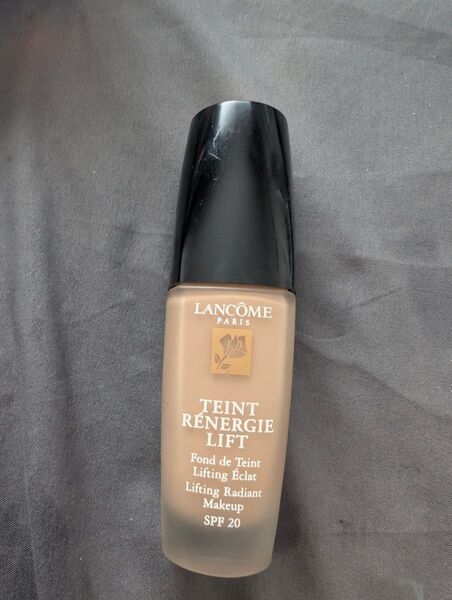 LANCÔME
PARIS
TEINT
RÉNERGIE
LIFT
Fond de Teint
Lifting Éclat
Lifting Radiant
Makeup
SPF 20